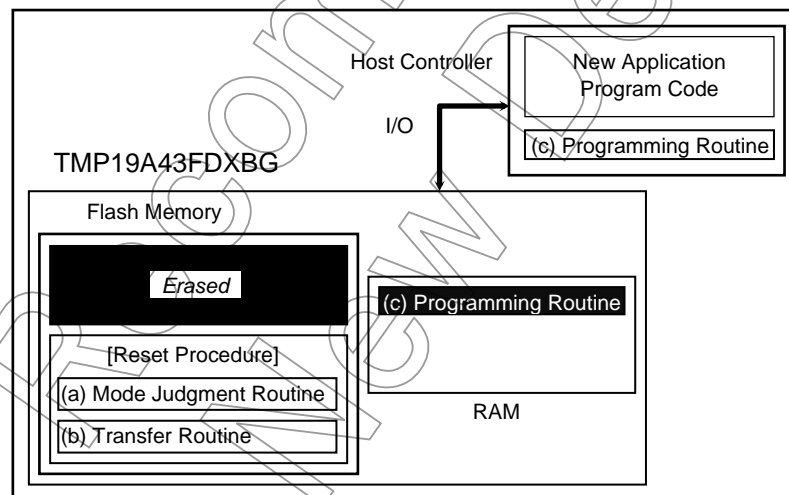 Host Controller
New Application
Program Code
I/O
(c) Programming Routine
TMP19A43FDXBG
Flash Memory
Erased
(c) Programming Routine
[Reset Procedure]
(a) Mode Judgment Routine
(b) Transfer Routine
RAM